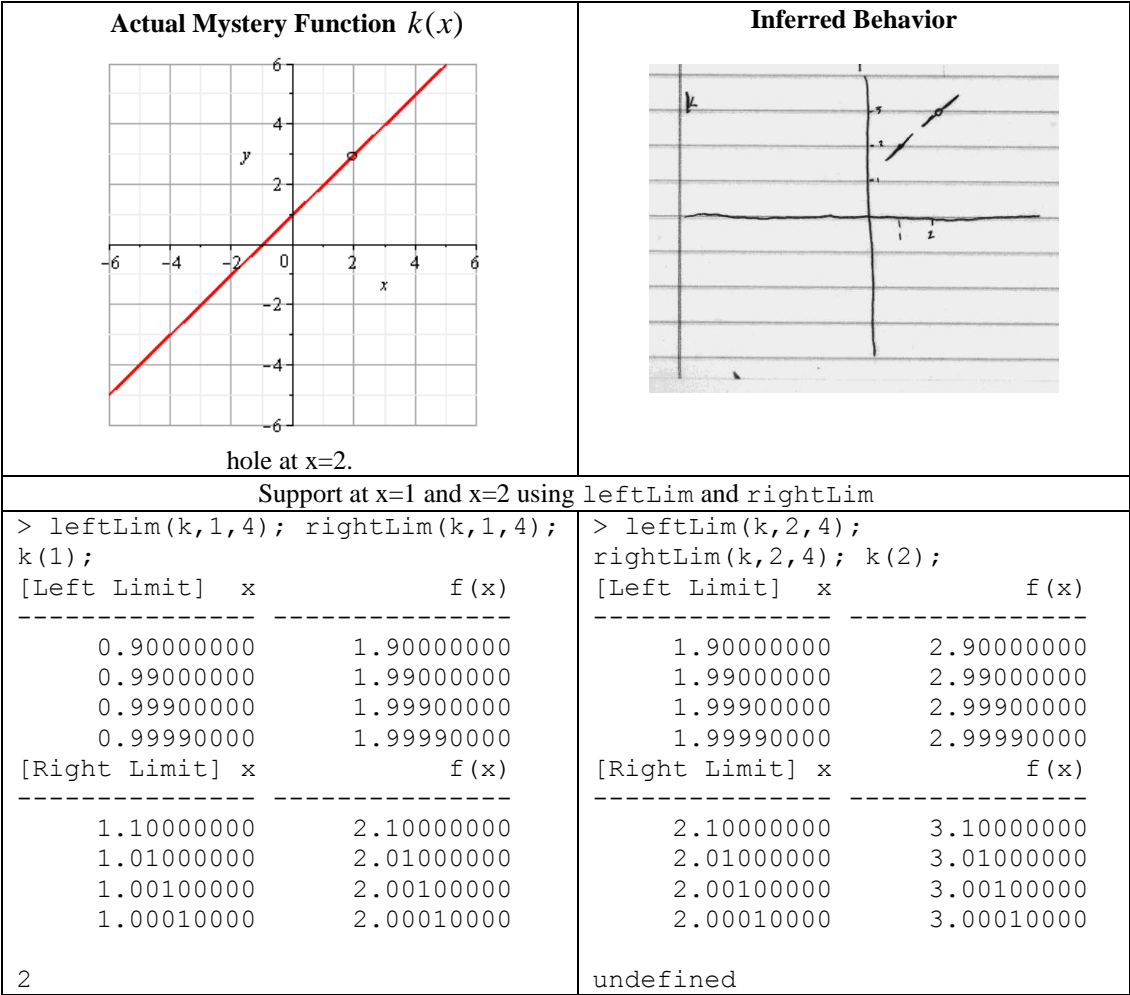 Actual Mystery Function k(x)
6
4
y
2
-6 -4 -2 0 2 4 6
x
-2
-4
-6
hole at x=2.
Inferred Behavior
k
3
2
1
1 2
Support at x=1 and x=2 using leftLim and rightLim
> leftLim(k,1,4); rightLim(k,1,4);
k(1);
[Left Limit] x f(x)
--------------- ---------------
0.90000000 1.90000000
0.99000000 1.99000000
0.99900000 1.99900000
0.99990000 1.99990000
[Right Limit] x f(x)
--------------- ---------------
1.10000000 2.10000000
1.01000000 2.01000000
1.00100000 2.00100000
1.00010000 2.00010000
2
> leftLim(k,2,4);
rightLim(k,2,4); k(2);
[Left Limit] x f(x)
--------------- ---------------
1.90000000 2.90000000
1.99000000 2.99000000
1.99900000 2.99900000
1.99990000 2.99990000
[Right Limit] x f(x)
--------------- ---------------
2.10000000 3.10000000
2.01000000 3.01000000
2.00100000 3.00100000
2.00010000 3.00010000
undefined